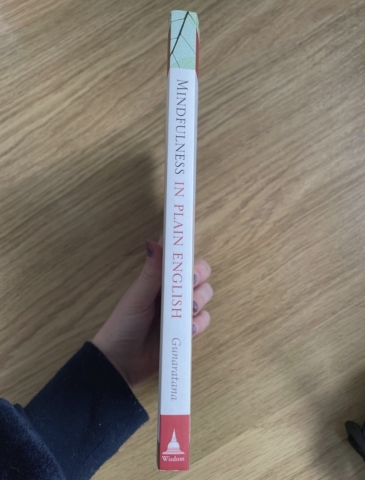 MINDFULNESS IN PLAIN ENGLISH
Gunaratana
Wisdom